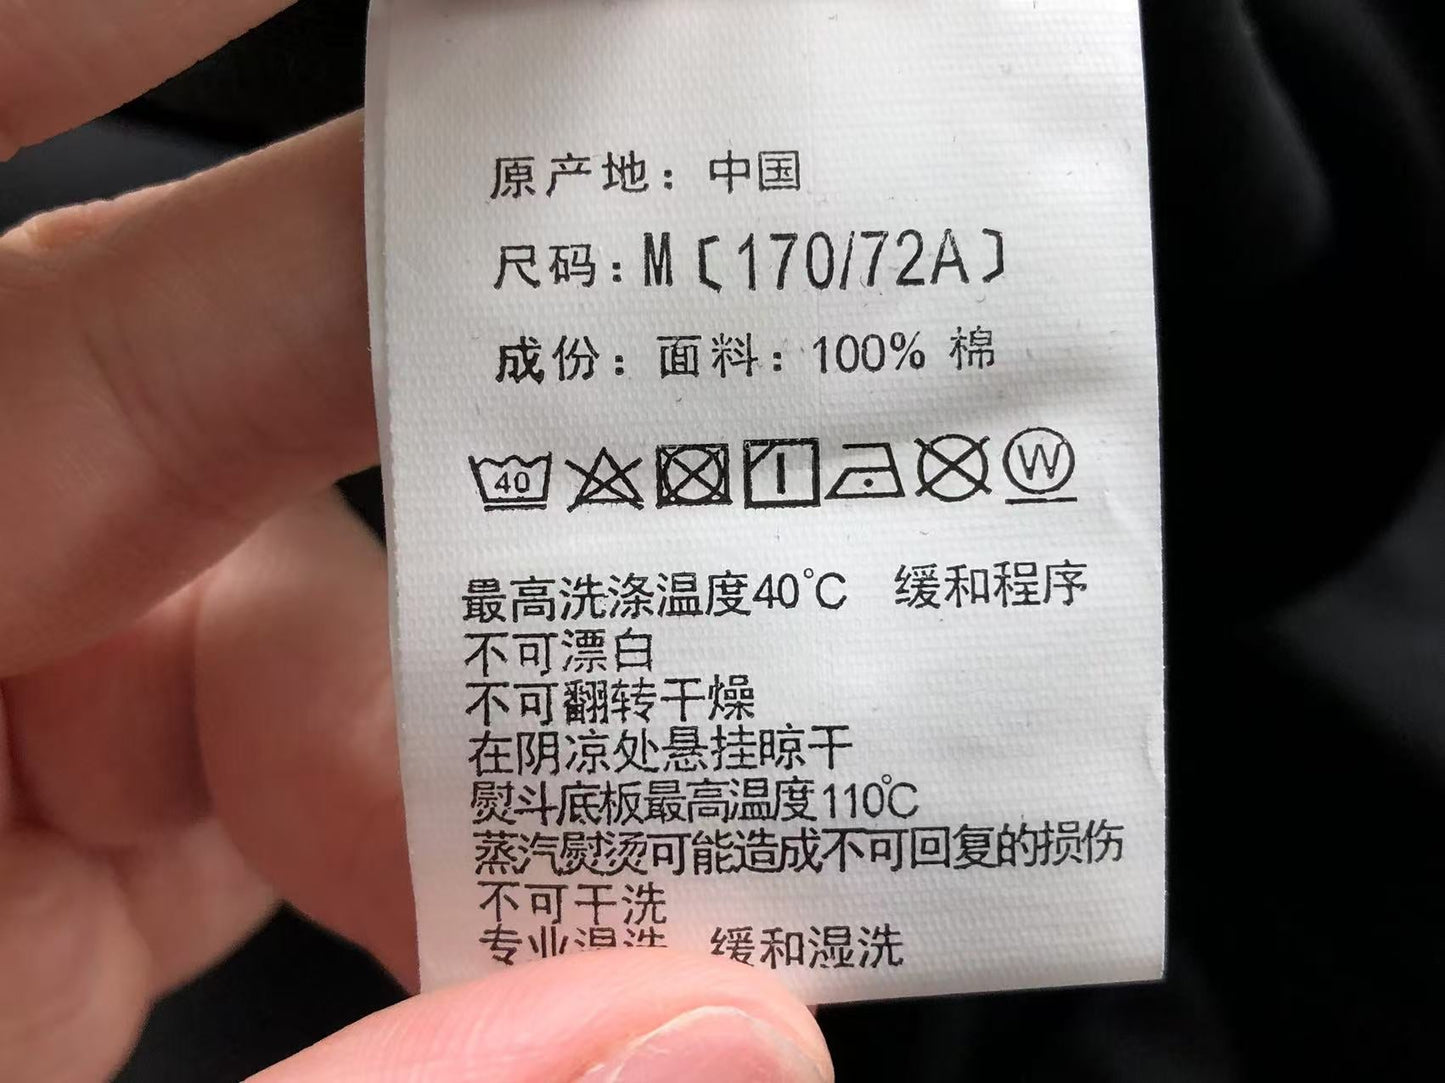 原产地：中国
尺码：M〔170/72A〕
成份：面料：100% 棉
40 W
最高洗涤温度40℃ 缓和程序
不可漂白
不可翻转干燥
在阴凉处悬挂晾干
熨斗底板最高温度110℃
蒸汽熨烫可能造成不可回复的损伤
不可干洗
专业湿洗 缓和湿洗